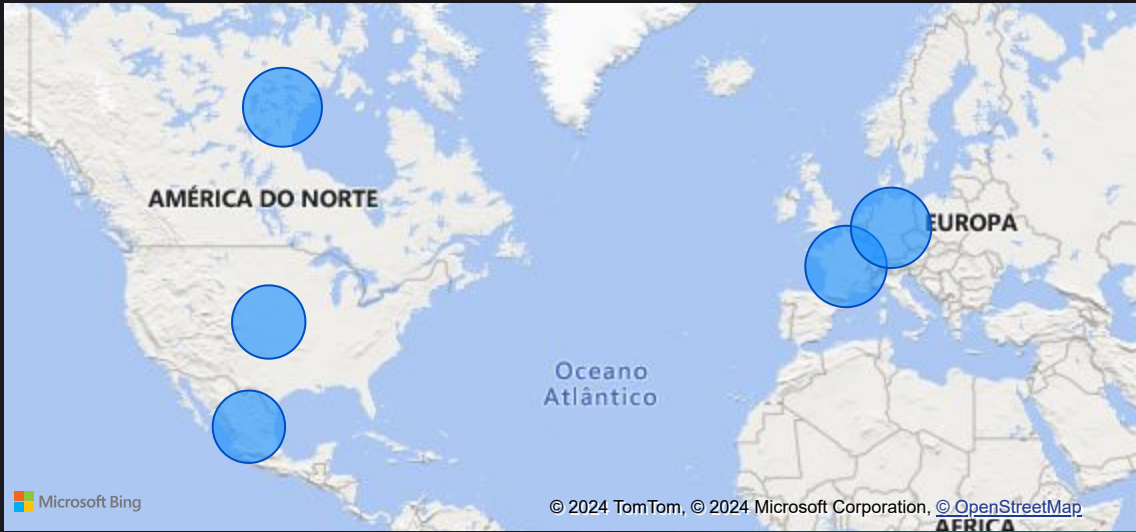 AMÉRICA DO NORTE
EUROPA
Oceano
Atlântico
Microsoft Bing
© 2024 TomTom, © 2024 Microsoft Corporation, © OpenStreetMap
ÁFRICA